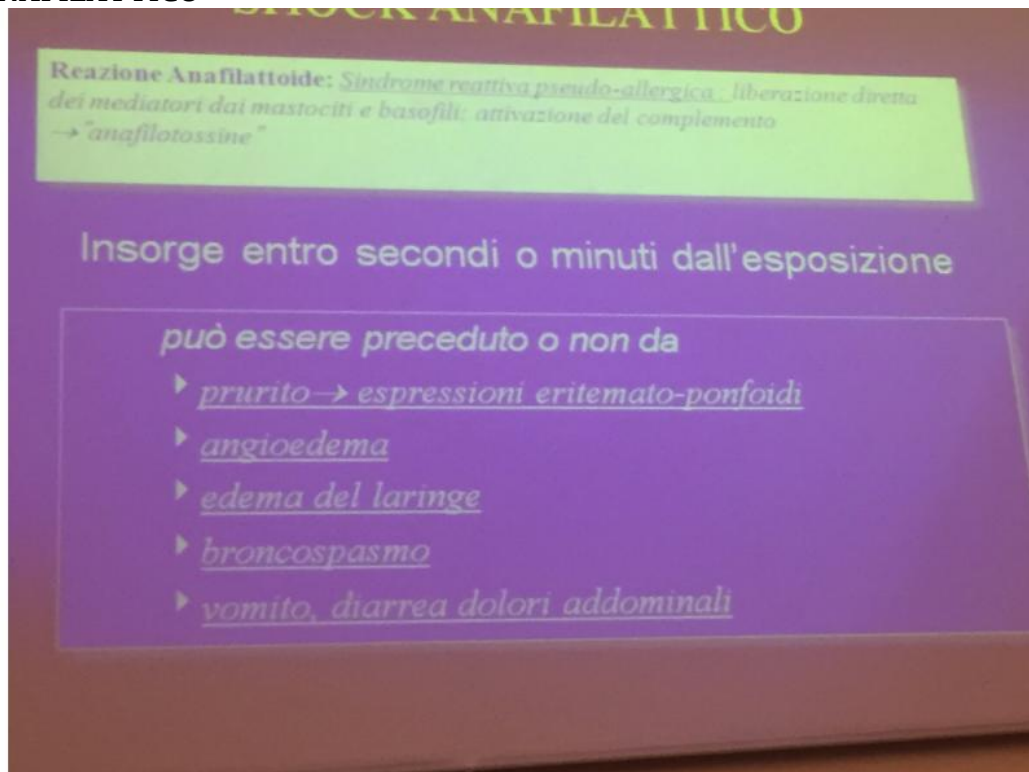 SHOCK ANAFILATTICO
Reazione Anafilattoide: Sindrome reattiva pseudo-allergica : liberazione diretta
dei mediatori dai mastociti e basofili; attivazione del complemento
→"anafilotossine"
Insorge entro secondi o minuti dall'esposizione
può essere preceduto o non da
prurito→ espressioni eritemato-ponfoidi
angioedema
edema del laringe
broncospasmo
vomito, diarrea dolori addominali